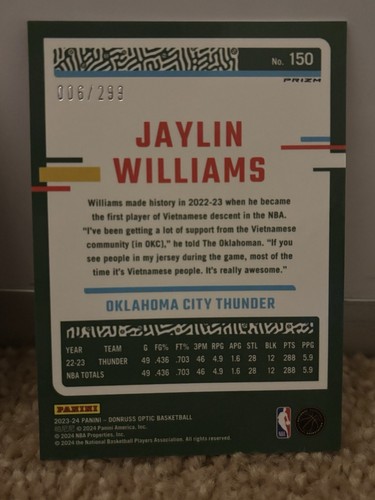 No. 150
PRIZM
006/299
JAYLIN
WILLIAMS
Williams made history in 2022-23 when he became
the first player of Vietnamese descent in the NBA.
"I've been getting a lot of support from the Vietnamese
community [in OKC]," he told The Oklahoman. "If you
see people in my jersey during the game, most of the
time it's Vietnamese people. It's really awesome."
OKLAHOMA CITY THUNDER
YEAR TEAM G FG% FT% 3PM RPG APG STL BLK PTS PPG
22-23 THUNDER 49 .436 .703 46 4.9 1.6 28 12 288 5.9
NBA TOTALS 49 .436 .703 46 4.9 1.6 28 12 288 5.9
PANINI
2023-24 PANINI – DONRUSS OPTIC BASKETBALL
© 2024 Panini America, Inc.
© 2024 NBA Properties, Inc.
© 2024 the National Basketball Players Association. All rights reserved.